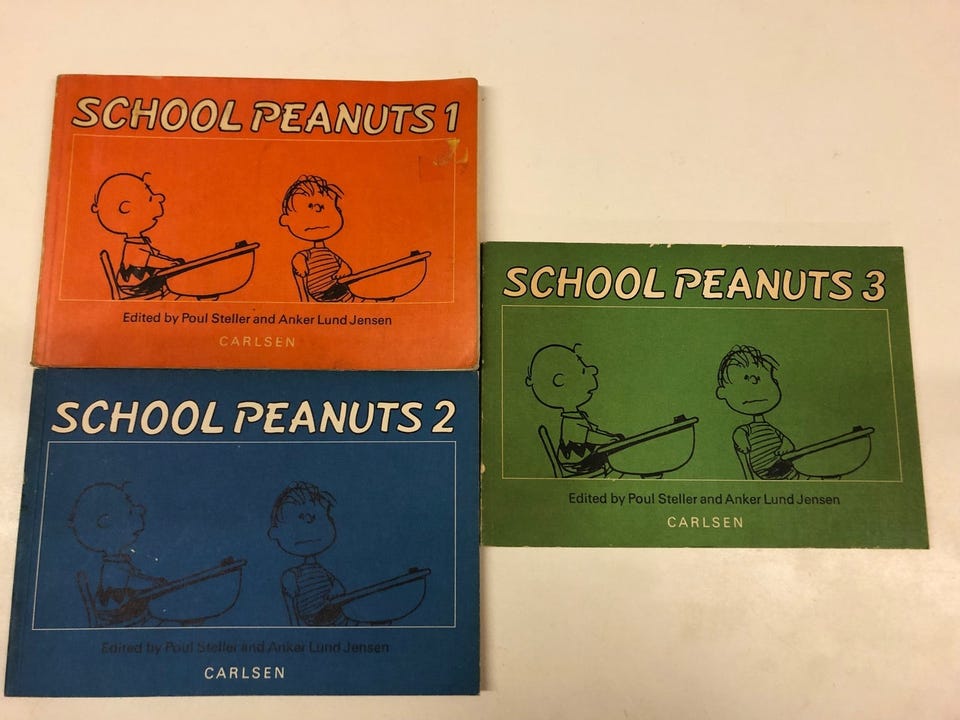 SCHOOL PEANUTS 1
Edited by Poul Steller and Anker Lund Jensen
CARLSEN
SCHOOL PEANUTS 2
Edited by Poul Steller and Anker Lund Jensen
CARLSEN
SCHOOL PEANUTS 3
Edited by Poul Steller and Anker Lund Jensen
CARLSEN